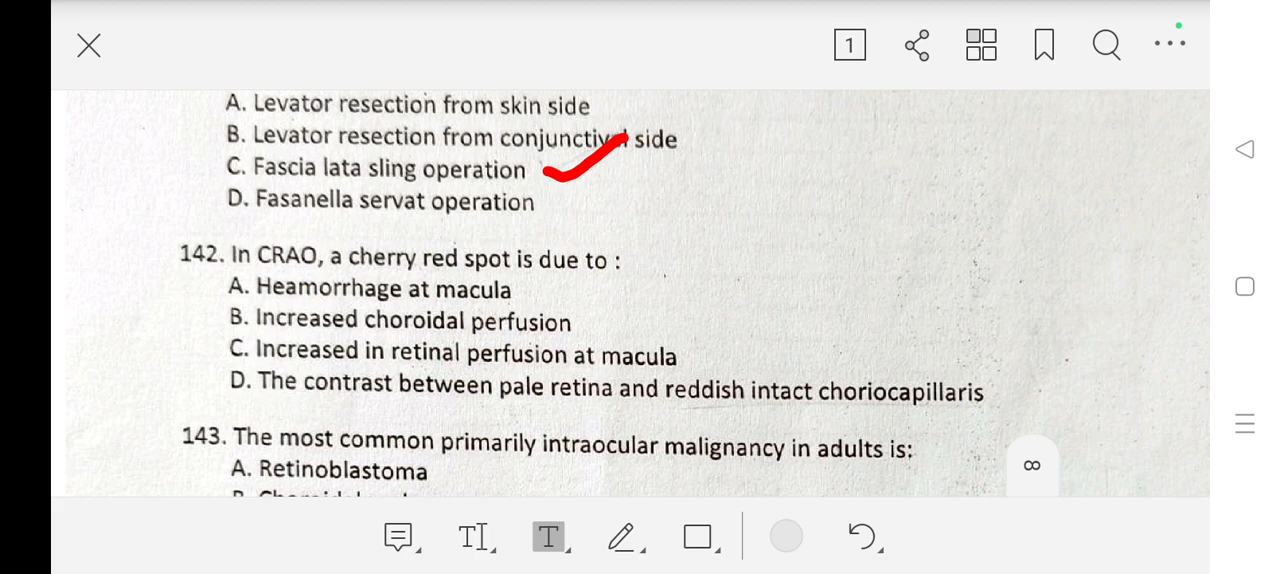 1
A. Levator resection from skin side
B. Levator resection from conjunctival side
C. Fascia lata sling operation
D. Fasanella servat operation
142. In CRAO, a cherry red spot is due to :
A. Heamorrhage at macula
B. Increased choroidal perfusion
C. Increased in retinal perfusion at macula
D. The contrast between pale retina and reddish intact choriocapillaris
143. The most common primarily intraocular malignancy in adults is:
A. Retinoblastoma
8
TI
T